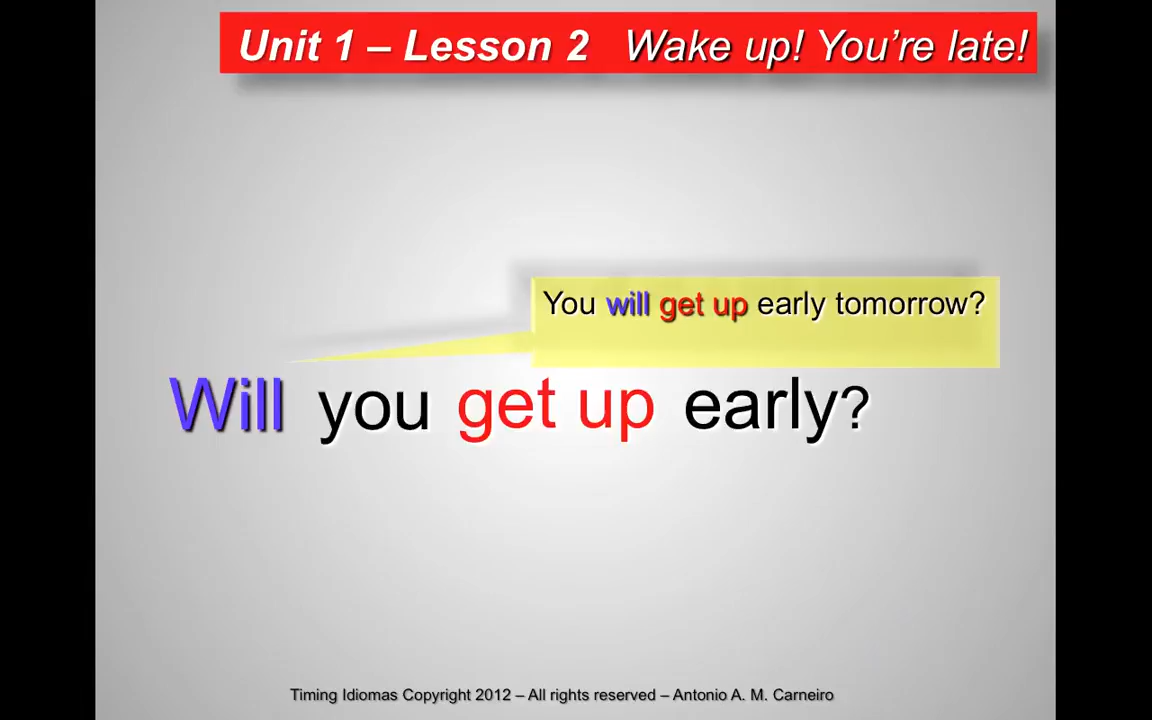 Unit 1 – Lesson 2 Wake up! You're late!
You will get up early tomorrow?
Will you get up early?
Timing Idiomas Copyright 2012 – All rights reserved – Antonio A. M. Carneiro